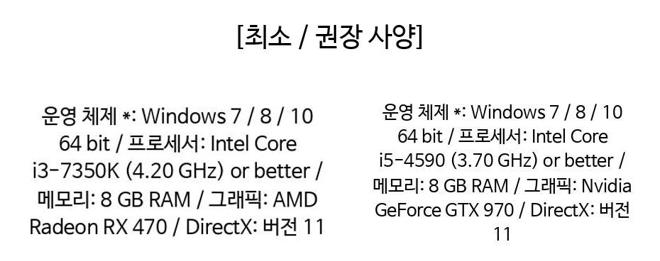 [최소 / 권장 사양]
운영 체제 *: Windows 7 / 8 / 10
64 bit / 프로세서: Intel Core
i3-7350K (4.20 GHz) or better /
메모리: 8 GB RAM / 그래픽: AMD
Radeon RX 470 / DirectX: 버전 11
운영 체제 *: Windows 7 / 8 / 10
64 bit / 프로세서: Intel Core
i5-4590 (3.70 GHz) or better /
메모리: 8 GB RAM / 그래픽: Nvidia
GeForce GTX 970 / DirectX: 버전
11